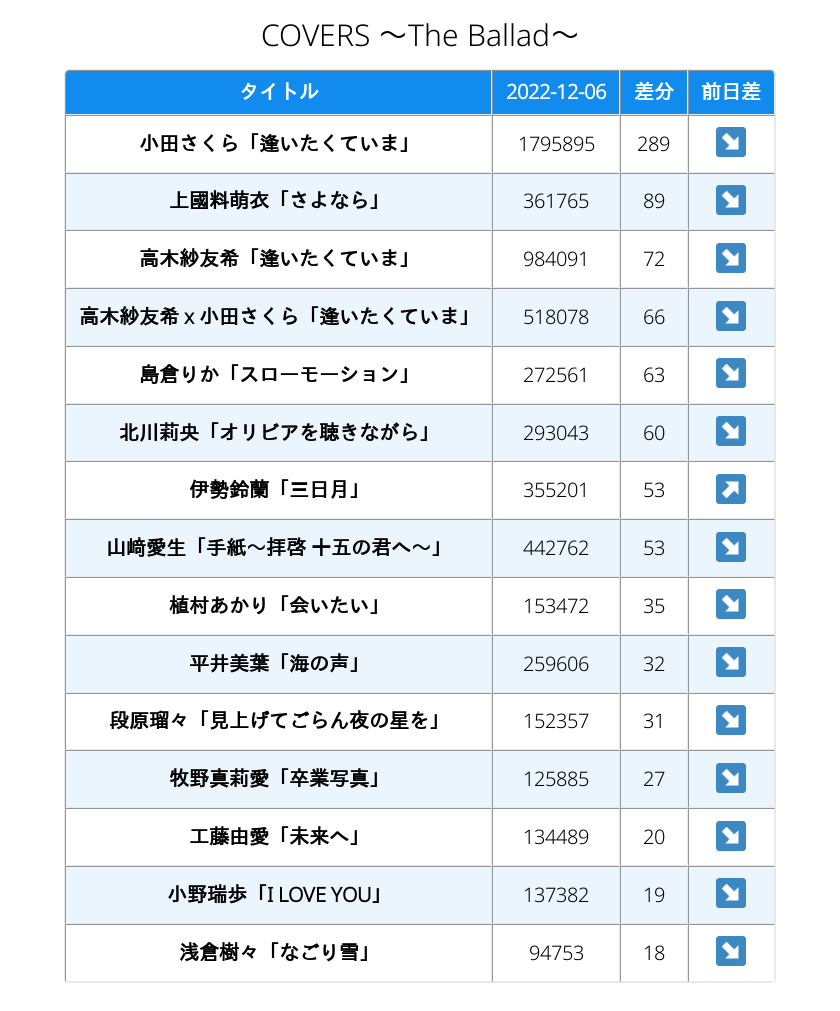 COVERS ～The Ballad～
タイトル 2022-12-06 差分 前日差
小田さくら「逢いたくていま」 1795895 289 ↘
上國料萌衣「さよなら」 361765 89 ↘
高木紗友希「逢いたくていま」 984091 72 ↘
高木紗友希 x 小田さくら「逢いたくていま」 518078 66 ↘
島倉りか「スローモーション」 272561 63 ↘
北川莉央「オリビアを聴きながら」 293043 60 ↘
伊勢鈴蘭「三日月」 355201 53 ↗
山﨑愛生「手紙～拝啓 十五の君へ～」 442762 53 ↘
植村あかり「会いたい」 153472 35 ↘
平井美葉「海の声」 259606 32 ↘
段原瑠々「見上げてごらん夜の星を」 152357 31 ↘
牧野真莉愛「卒業写真」 125885 27 ↘
工藤由愛「未来へ」 134489 20 ↘
小野瑞歩「I LOVE YOU」 137382 19 ↘
浅倉樹々「なごり雪」 94753 18 ↘